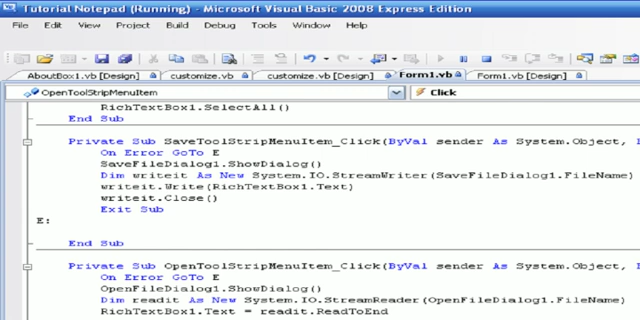 Tutorial Notepad (Running) - Microsoft Visual Basic 2008 Express Edition
File Edit View Project Build Debug Tools Window Help
AboutBox1.vb [Design] customize.vb customize.vb [Design] Form1.vb Form1.vb [Design]
OpenToolStripMenuItem Click
RichTextBox1.SelectAll()
End Sub
Private Sub SaveToolStripMenuItem_Click(ByVal sender As System.Object,
On Error GoTo E
SaveFileDialog1.ShowDialog()
Dim writeit As New System.IO.StreamWriter(SaveFileDialog1.FileName)
writeit.Write(RichTextBox1.Text)
writeit.Close()
Exit Sub
E:
End Sub
Private Sub OpenToolStripMenuItem_Click(ByVal sender As System.Object,
On Error GoTo E
OpenFileDialog1.ShowDialog()
Dim readit As New System.IO.StreamReader(OpenFileDialog1.FileName)
RichTextBox1.Text = readit.ReadToEnd